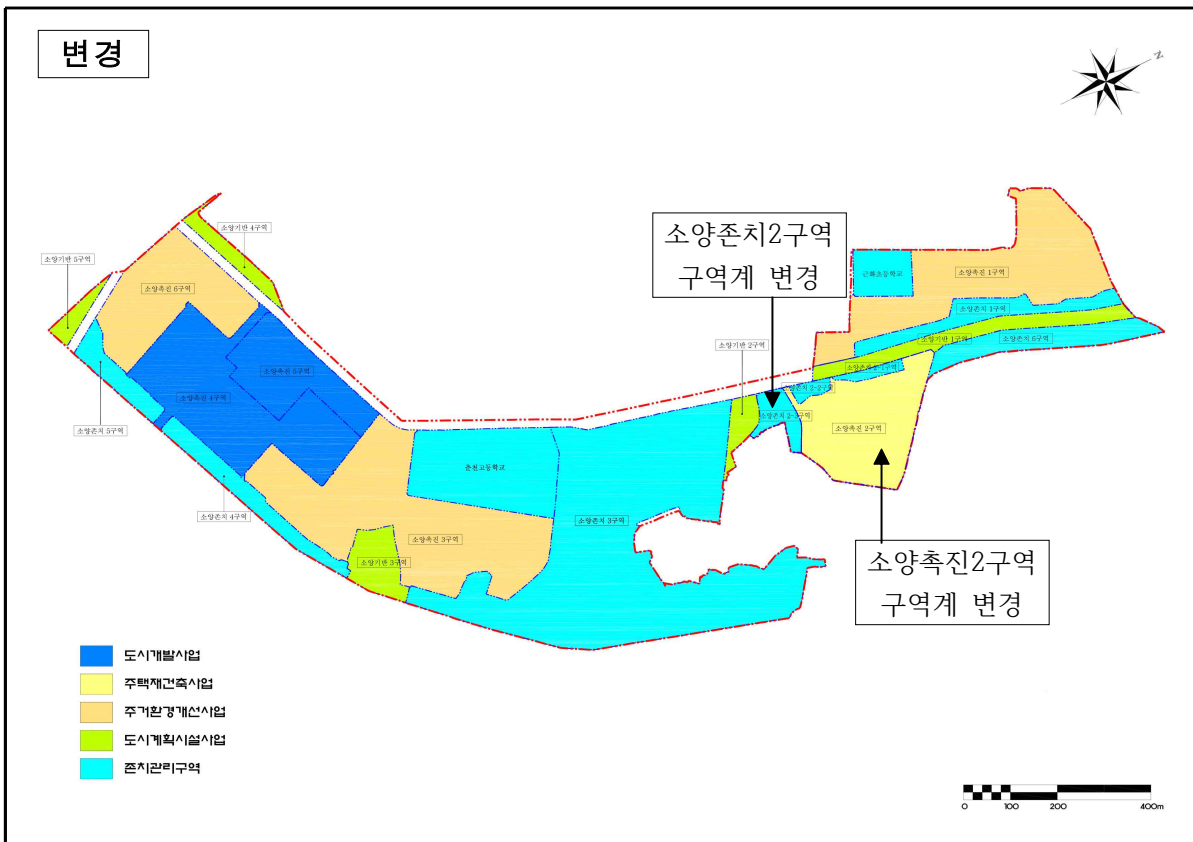 변경
N
소양기반 4구역
소양기반 5구역
소양촉진 6구역
소양존치2구역
구역계 변경
근화초등학교
소양촉진 1구역
소양존치 1구역
소양기반 1구역
소양존치 6구역
소양기반 2구역
소양촉진 5구역
소양촉진 4구역
소양존치 2-3구역
소양촉진 2구역
소양존치 5구역
춘천고등학교
소양존치 4구역
소양존치 3구역
소양촉진 3구역
소양기반 3구역
소양촉진2구역
구역계 변경
도시개발사업
주택재건축사업
주거환경개선사업
도시계획시설사업
존치관리구역
0 100 200 400m